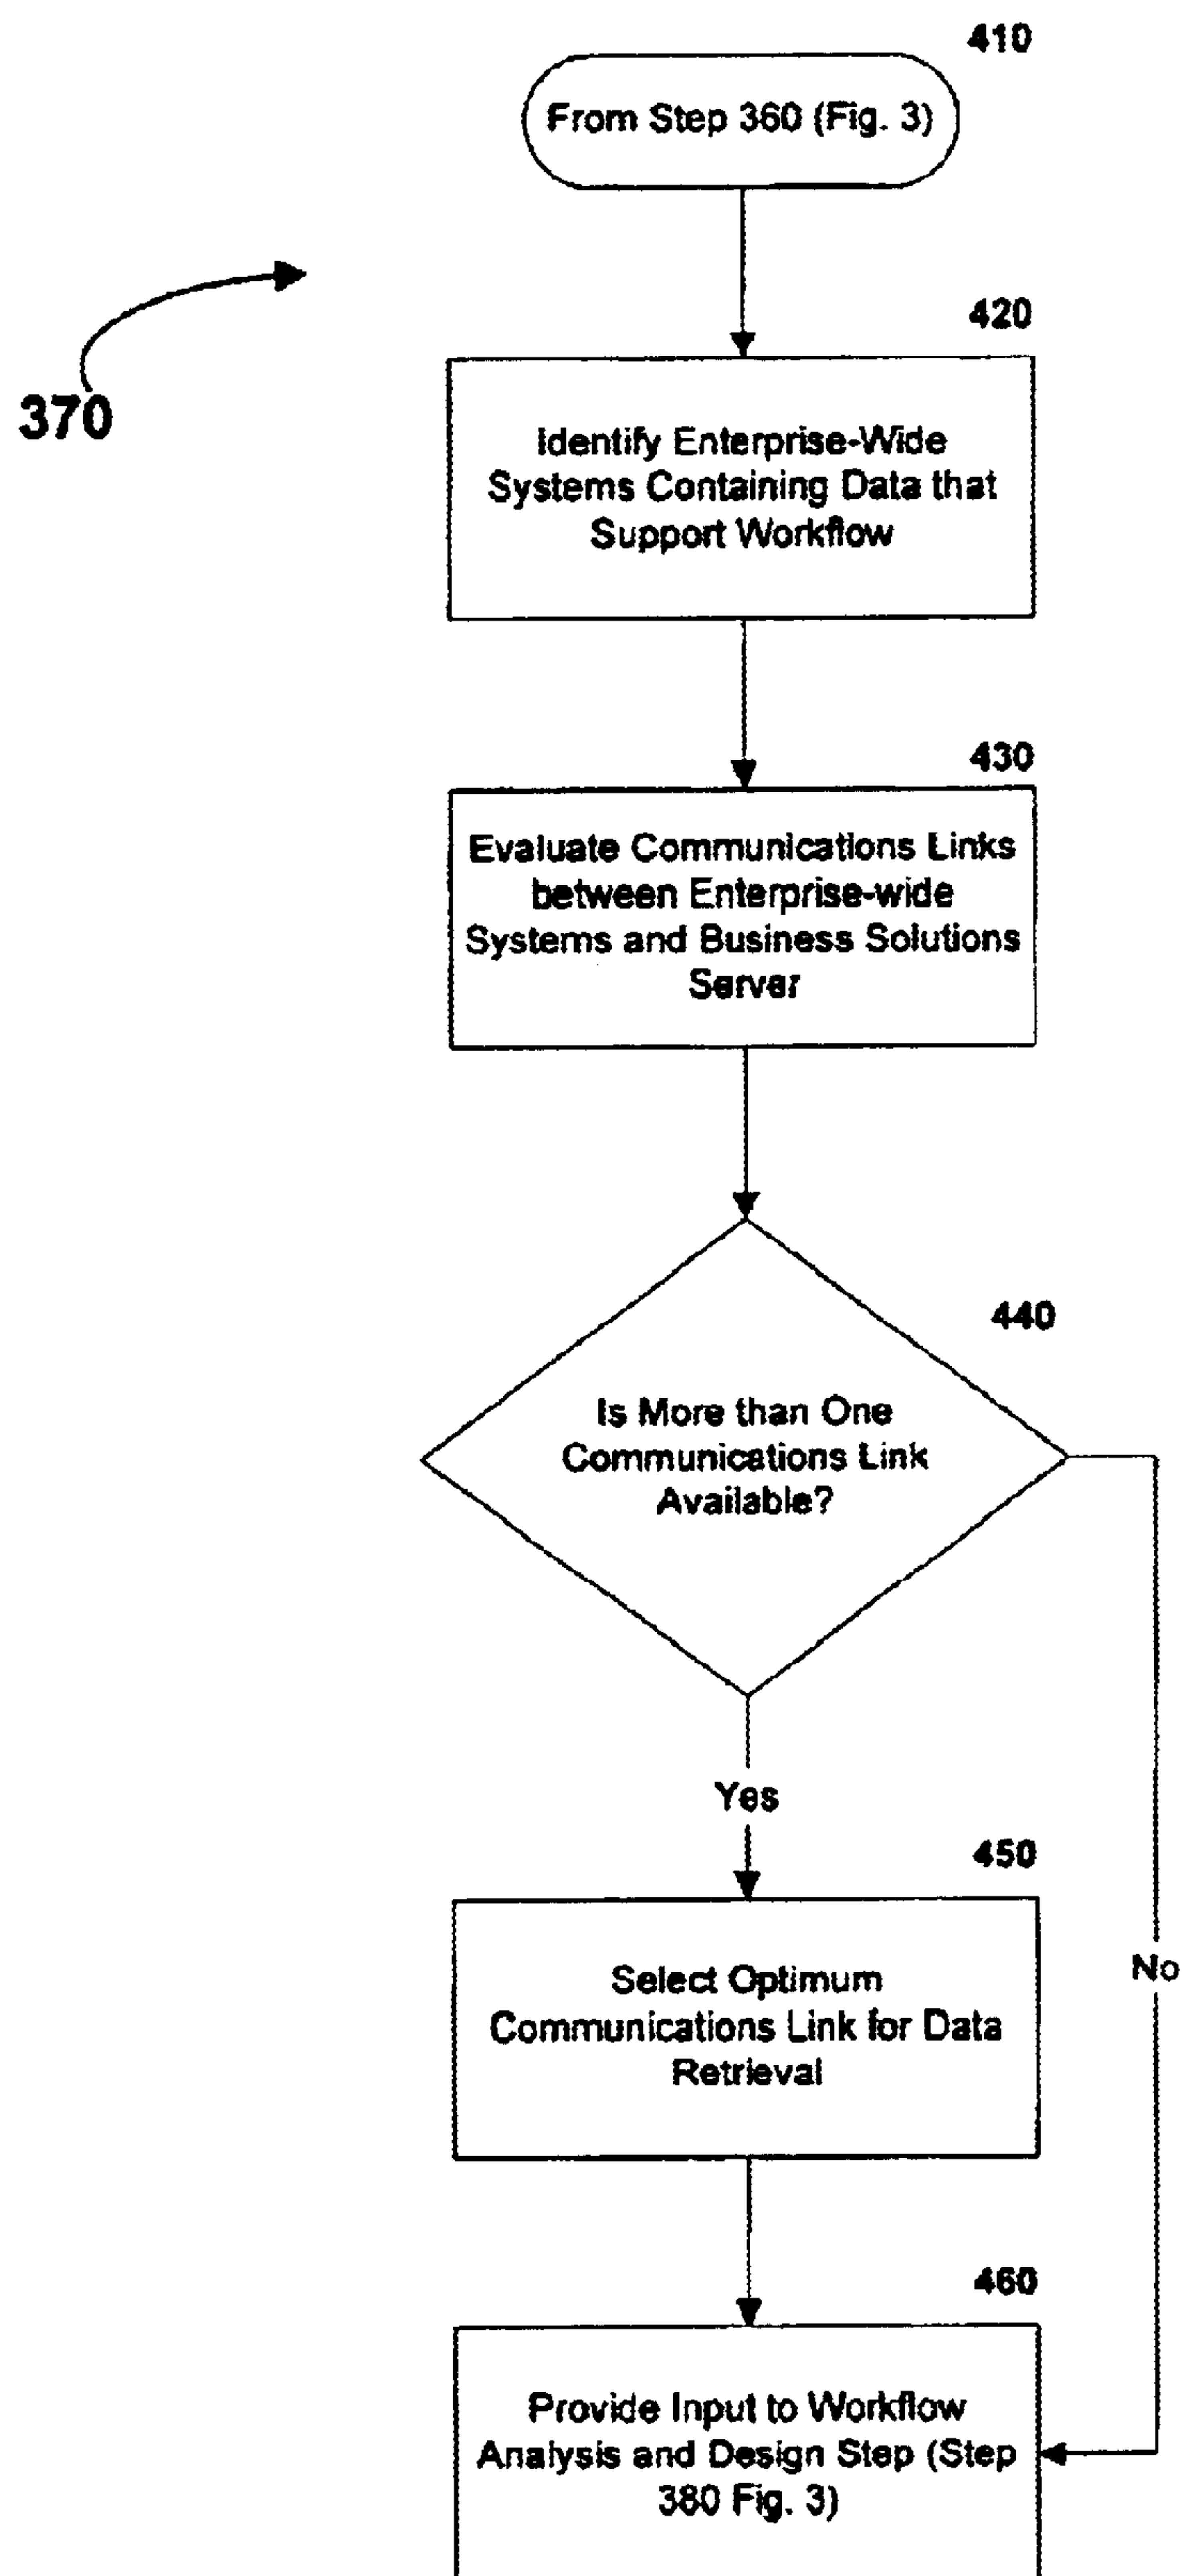 410
From Step 360 (Fig. 3)
370
420
Identify Enterprise-Wide
Systems Containing Data that
Support Workflow
430
Evaluate Communications Links
between Enterprise-wide
Systems and Business Solutions
Server
440
Is More than One
Communications Link
Available?
Yes
450
Select Optimum
Communications Link for Data
Retrieval
No
460
Provide Input to Workflow
Analysis and Design Step (Step
380 Fig. 3)